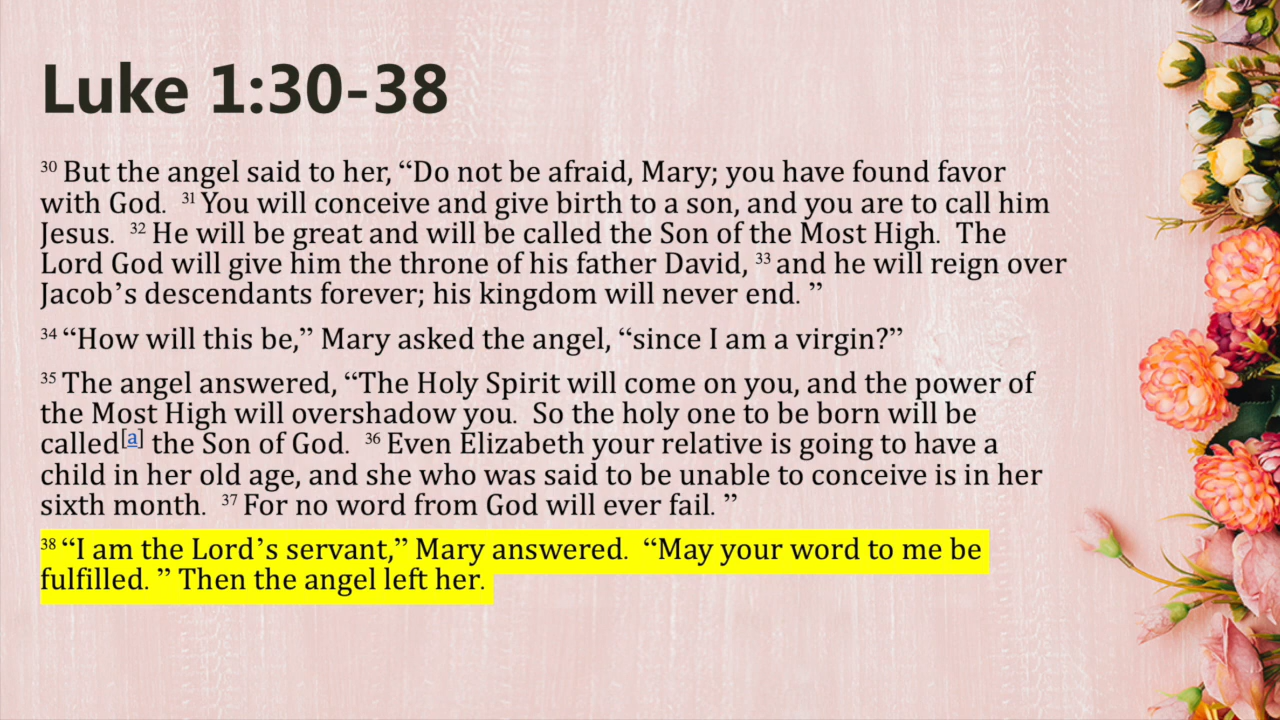 Luke 1:30-38
30 But the angel said to her, “Do not be afraid, Mary; you have found favor
with God.  31 You will conceive and give birth to a son, and you are to call him
Jesus.  32 He will be great and will be called the Son of the Most High.  The
Lord God will give him the throne of his father David, 33 and he will reign over
Jacob’s descendants forever; his kingdom will never end. ”
34 “How will this be,” Mary asked the angel, “since I am a virgin?”
35 The angel answered, “The Holy Spirit will come on you, and the power of
the Most High will overshadow you.  So the holy one to be born will be
called[a] the Son of God.  36 Even Elizabeth your relative is going to have a
child in her old age, and she who was said to be unable to conceive is in her
sixth month.  37 For no word from God will ever fail. ”
38 “I am the Lord’s servant,” Mary answered.  “May your word to me be
fulfilled. ” Then the angel left her.